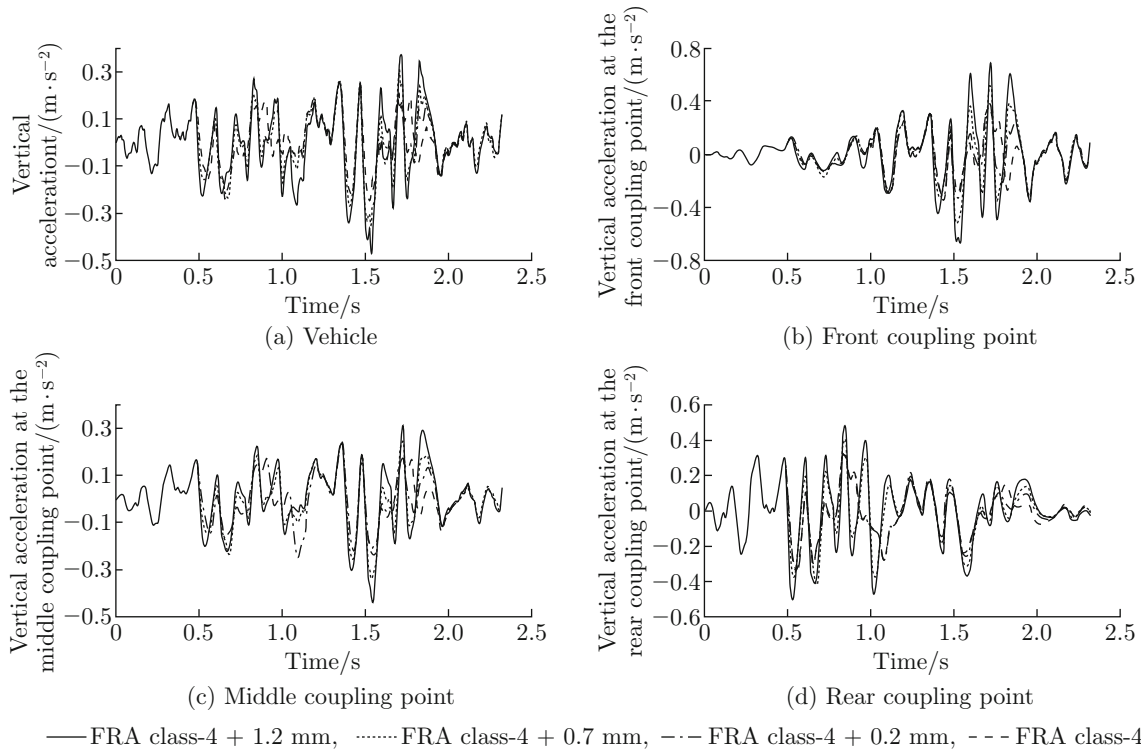 Vertical
accelerationt/(m·s⁻²)
0.3
0.1
−0.1
−0.3
−0.5
0 0.5 1.0 1.5 2.0 2.5
Time/s
(a) Vehicle
Vertical acceleration at the
front coupling point/(m·s⁻²)
0.8
0.4
0
−0.4
−0.8
0 0.5 1.0 1.5 2.0 2.5
Time/s
(b) Front coupling point
Vertical acceleration at the
middle coupling point/(m·s⁻²)
0.3
0.1
−0.1
−0.3
−0.5
0 0.5 1.0 1.5 2.0 2.5
Time/s
(c) Middle coupling point
Vertical acceleration at the
rear coupling point/(m·s⁻²)
0.6
0.4
0.2
0
−0.2
−0.4
−0.6
0 0.5 1.0 1.5 2.0 2.5
Time/s
(d) Rear coupling point
FRA class-4 + 1.2 mm, FRA class-4 + 0.7 mm, FRA class-4 + 0.2 mm, FRA class-4